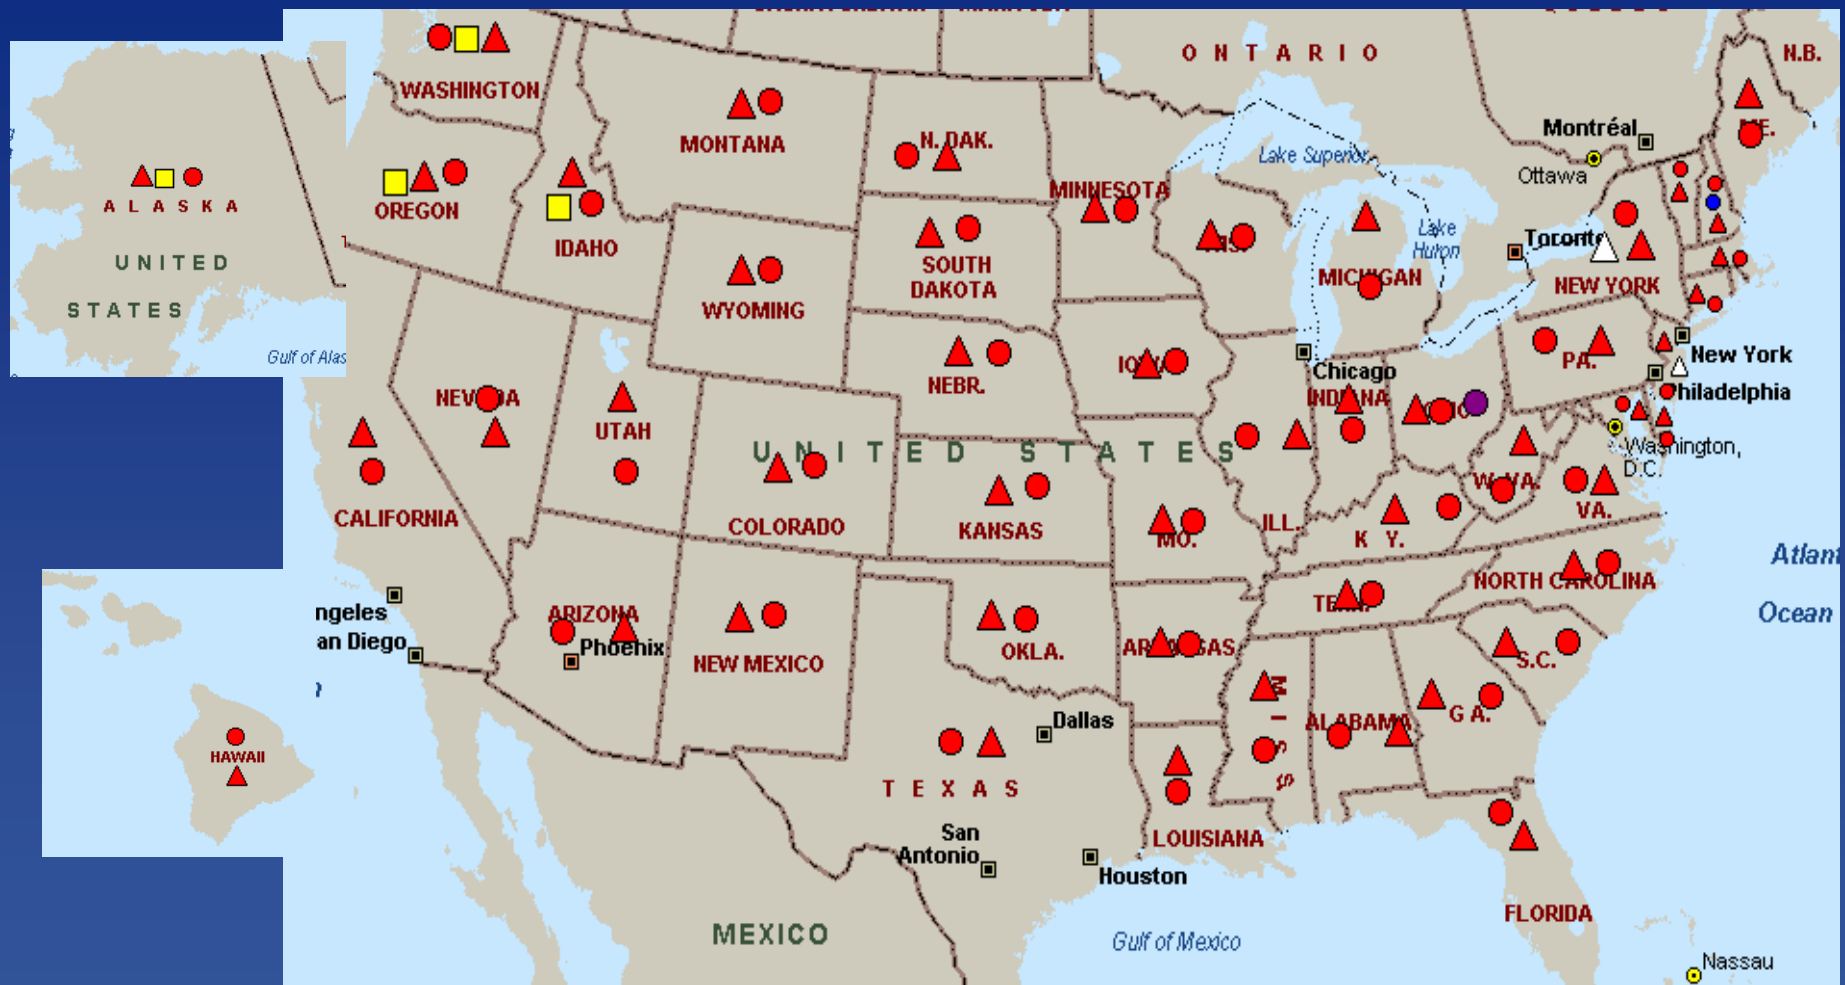 ONTARIO
N.B.
WASHINGTON
Montréal
MONTANA
N. DAK.
Lake Superior
Ottawa
MINNESOTA
ALASKA
OREGON
IDAHO
Lake
Huron
Toronto
UNITED
STATES
SOUTH
DAKOTA
MICHIGAN
NEW YORK
WYOMING
Gulf of Alas
New York
PA.
Chicago
NEBR.
Philadelphia
UTAH
UNITED STATES
Washington,
D.C.
CALIFORNIA
COLORADO
KANSAS
ILL.
MO.
KY.
VA.
Atlant
Ocean
NORTH CAROLINA
ngeles
an Diego
ARIZONA
Phoenix
NEW MEXICO
OKLA.
S.C.
MISS
ALABAMA
GA.
Dallas
HAWAII
TEXAS
San
Antonio
LOUISIANA
Houston
FLORIDA
MEXICO
Gulf of Mexico
Nassau